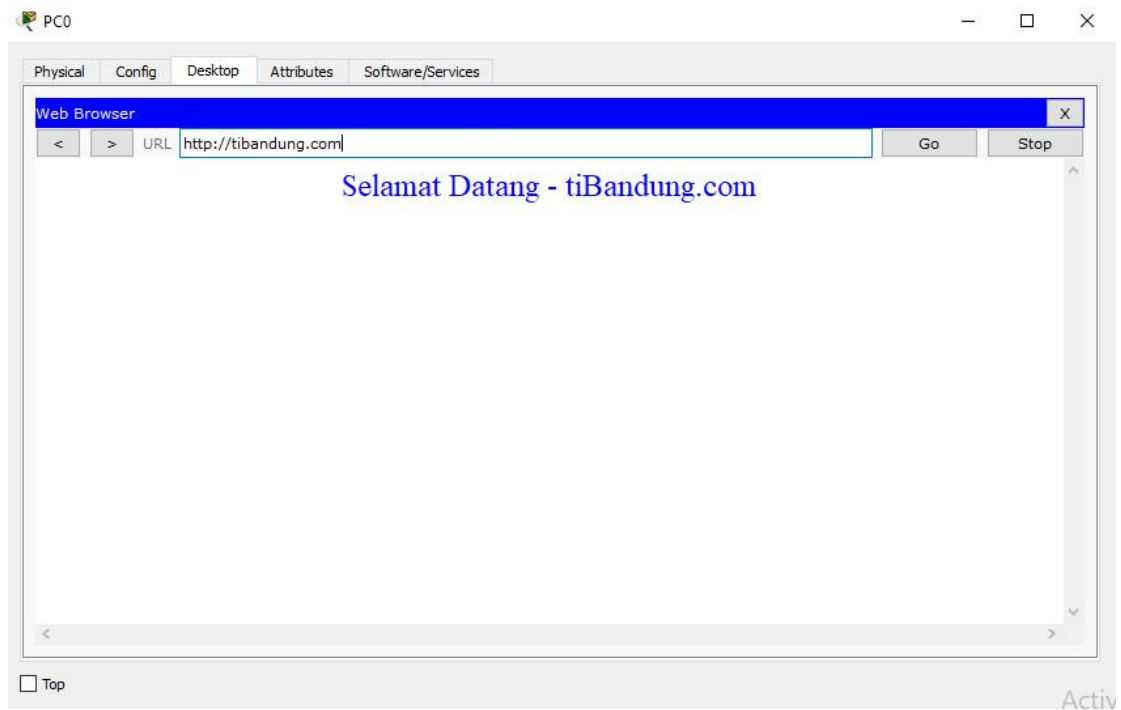 PC0
Physical Config Desktop Attributes Software/Services
Web Browser X
< > URL http://tibandung.com Go Stop
Selamat Datang - tiBandung.com
Top
Activ